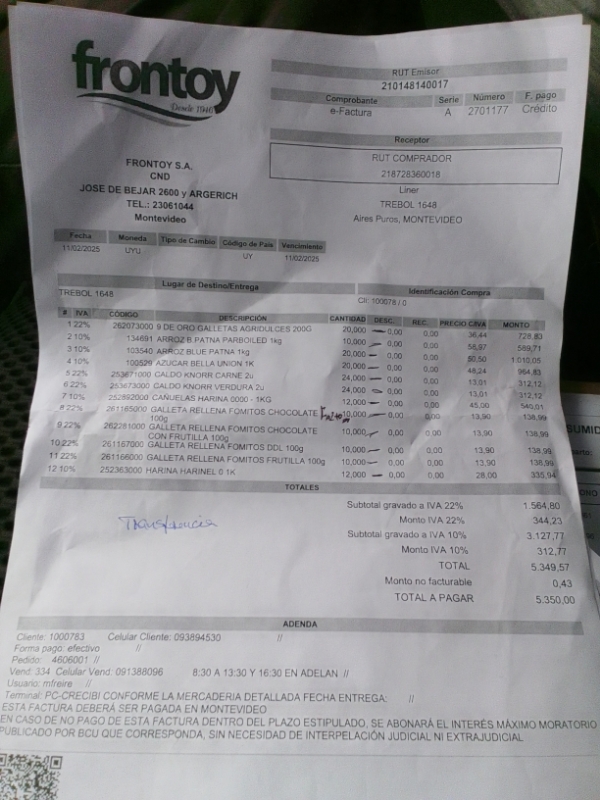 frontoy
Desde 1946
RUT Emisor
210148140017
Comprobante Serie Número F. pago
e-Factura A 2701177 Crédito
Receptor
RUT COMPRADOR
218728360018
Liner
TREBOL 1648
Aires Puros, MONTEVIDEO
FRONTOY S.A.
CND
JOSE DE BEJAR 2600 y ARGERICH
TEL.: 23061044
Montevideo
Fecha Moneda Tipo de Cambio Código de País Vencimiento
11/02/2025 UYU UY 11/02/2025
Lugar de Destino/Entrega Identificación Compra
TREBOL 1648 CII: 100078 / 0
# IVA CÓDIGO DESCRIPCIÓN CANTIDAD DESC. REC. PRECIO C/IVA MONTO
1 22% 262073000 9 DE ORO GALLETAS AGRIDULCES 200G 20,000 0,00 0,00 36,44 728,80
2 10% 134691 ARROZ B.PATNA PARBOILED 1kg 10,000 0,00 0,00 58,97 589,71
3 10% 103540 ARROZ BLUE PATNA 1kg 20,000 0,00 0,00 50,50 1.010,05
4 10% 100529 AZUCAR BELLA UNION 1K 20,000 0,00 0,00 48,24 964,83
5 22% 253671000 CALDO KNORR CARNE 2u 24,000 0,00 0,00 13,01 312,12
6 22% 253673000 CALDO KNORR VERDURA 2u 24,000 0,00 0,00 13,01 312,12
7 10% 252892000 CAÑUELAS HARINA 0000 - 1KG 12,000 0,00 0,00 45,00 540,01
8 22% 261165000 GALLETA RELLENA FOMITOS CHOCOLATE Falto 10,000 0,00 0,00 13,90 138,99
100g
9 22% 262281000 GALLETA RELLENA FOMITOS CHOCOLATE 10,000 0,00 0,00 13,90 138,99
CON FRUTILLA 100g
10 22% 261167000 GALLETA RELLENA FOMITOS DDL 100g 10,000 0,00 0,00 13,90 138,99
11 22% 261166000 GALLETA RELLENA FOMITOS FRUTILLA 100g 10,000 0,00 0,00 13,90 138,99
12 10% 252363000 HARINA HARINEL 0 1K 12,000 0,00 0,00 28,00 335,94
TOTALES
Subtotal gravado a IVA 22% 1.564,80
Monto IVA 22% 344,23
Subtotal gravado a IVA 10% 3.127,77
Monto IVA 10% 312,77
TOTAL 5.349,57
Monto no facturable 0,43
TOTAL A PAGAR 5.350,00
Transferencia
ADENDA
Cliente: 1000783 Celular Cliente: 093894530 //
Forma pago: efectivo //
Pedido: 4606001 //
Vend: 334 Celular Vend: 091388096 8:30 A 13:30 Y 16:30 EN ADELAN //
Usuario: mfreire //
Terminal: PC-RECIBI CONFORME LA MERCADERIA DETALLADA FECHA ENTREGA: //
ESTA FACTURA DEBERÁ SER PAGADA EN MONTEVIDEO
EN CASO DE NO PAGO DE ESTA FACTURA DENTRO DEL PLAZO ESTIPULADO, SE ABONARÁ EL INTERÉS MÁXIMO MORATORIO
PUBLICADO POR BCU QUE CORRESPONDA, SIN NECESIDAD DE INTERPELACIÓN JUDICIAL NI EXTRAJUDICIAL